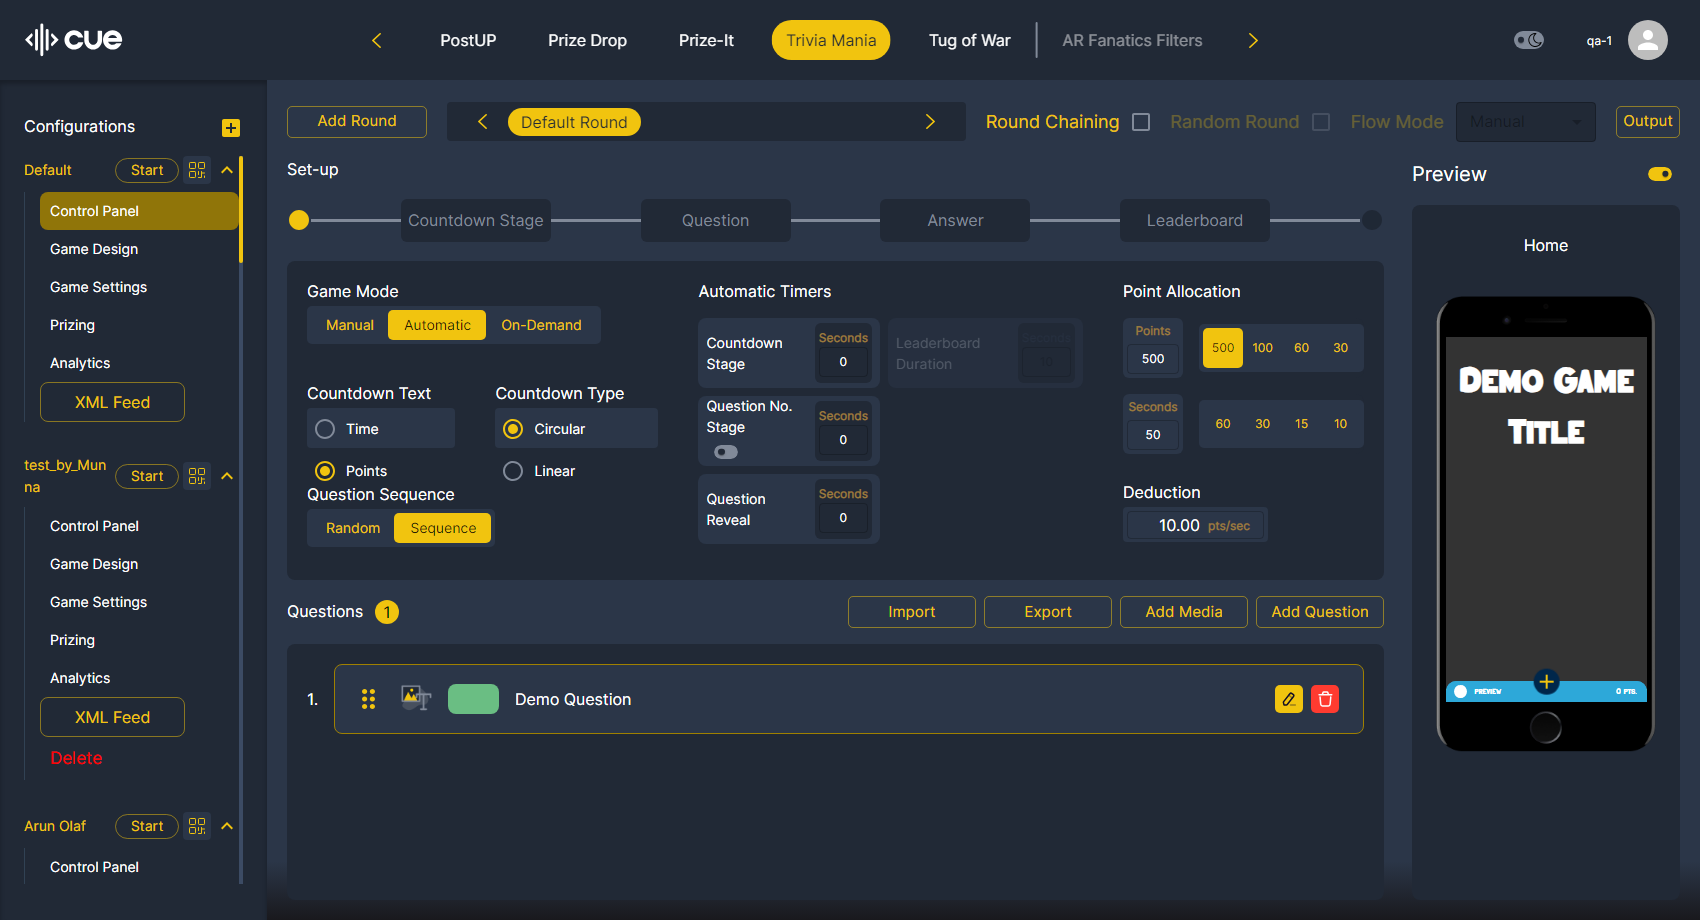 cue
PostUP
Prize Drop
Prize-It
Trivia Mania
Tug of War
AR Fanatics Filters
qa-1
Configurations
Default
Start
Control Panel
Game Design
Game Settings
Prizing
Analytics
XML Feed
test_by_Mun
na
Start
Control Panel
Game Design
Game Settings
Prizing
Analytics
XML Feed
Delete
Arun Olaf
Start
Control Panel
Add Round
Default Round
Round Chaining
Random Round
Flow Mode
Manual
Output
Set-up
Countdown Stage
Question
Answer
Leaderboard
Game Mode
Manual
Automatic
On-Demand
Countdown Text
Time
Points
Countdown Type
Circular
Linear
Question Sequence
Random
Sequence
Automatic Timers
Countdown
Stage
Seconds
0
Leaderboard
Duration
Seconds
10
Question No.
Stage
Seconds
0
Question
Reveal
Seconds
0
Point Allocation
Points
500
500
100
60
30
Seconds
50
60
30
15
10
Deduction
10.00 pts/sec
Questions 1
Import
Export
Add Media
Add Question
1.
Demo Question
Preview
Home
Demo Game
Title
PREVIEW
0 PTS.